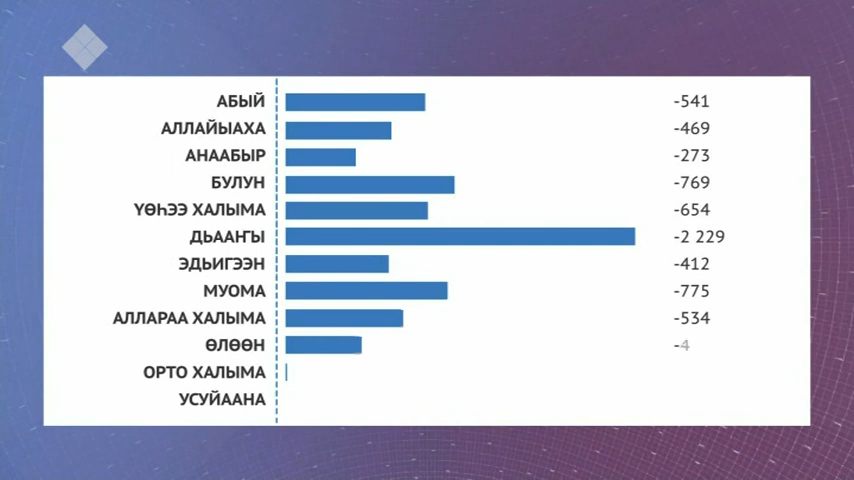 АБЫЙ -541
АЛЛАЙЫАХА -469
АНААБЫР -273
БУЛУН -769
ҮӨҺЭЭ ХАЛЫМА -654
ДЬААҤЫ -2 229
ЭДЬИГЭЭН -412
МУОМА -775
АЛЛАРАА ХАЛЫМА -534
ӨЛӨӨН -4
ОРТО ХАЛЫМА
УСУЙААНА